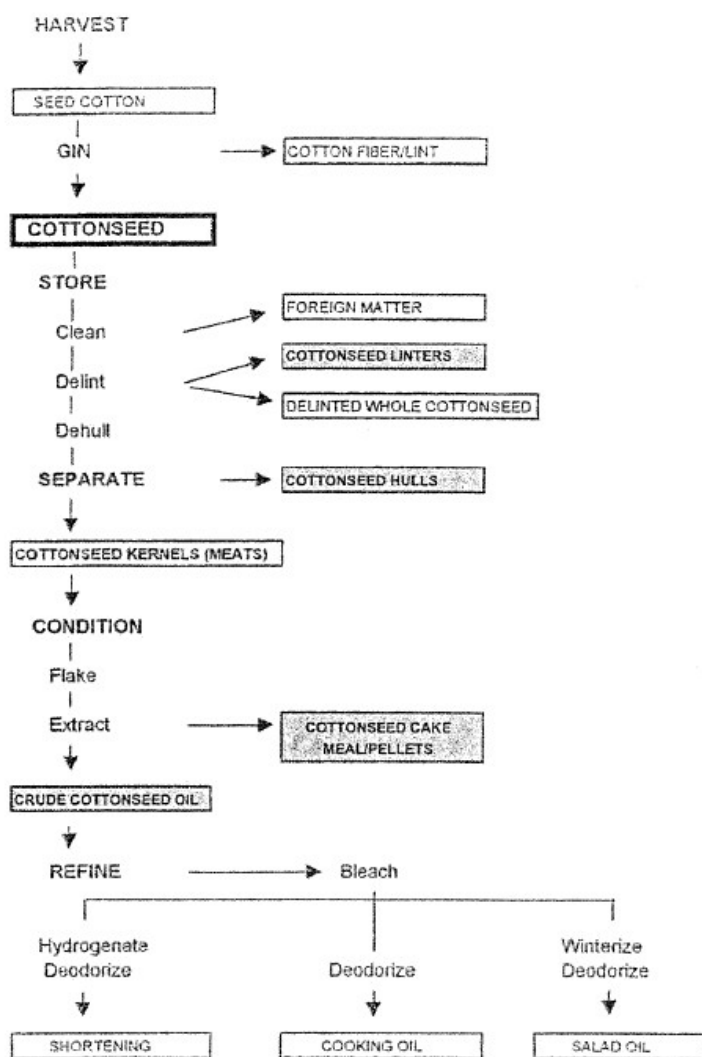 HARVEST
SEED COTTON
GIN
COTTON FIBER/LINT
COTTONSEED
STORE
FOREIGN MATTER
Clean
COTTONSEED LINTERS
Delint
DELINTED WHOLE COTTONSEED
Dehull
SEPARATE
COTTONSEED HULLS
COTTONSEED KERNELS (MEATS)
CONDITION
Flake
Extract
COTTONSEED CAKE
MEAL/PELLETS
CRUDE COTTONSEED OIL
REFINE
Bleach
Hydrogenate
Deodorize
Deodorize
Winterize
Deodorize
SHORTENING
COOKING OIL
SALAD OIL